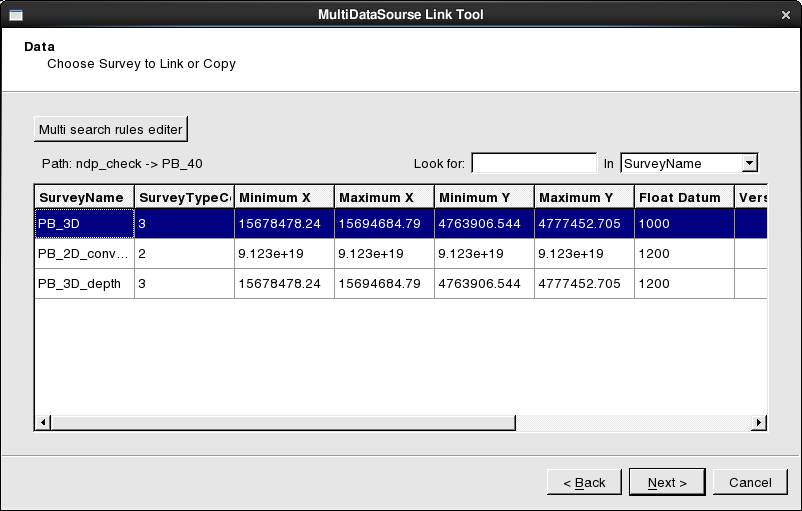 MultiDataSourse Link Tool
Data
Choose Survey to Link or Copy
Multi search rules editer
Path: ndp_check -> PB_40 Look for: In SurveyName
SurveyName SurveyTypeC Minimum X Maximum X Minimum Y Maximum Y Float Datum Vers
PB_3D 3 15678478.24 15694684.79 4763906.544 4777452.705 1000
PB_2D_conv... 2 9.123e+19 9.123e+19 9.123e+19 9.123e+19 1200
PB_3D_depth 3 15678478.24 15694684.79 4763906.544 4777452.705 1200
< Back Next > Cancel